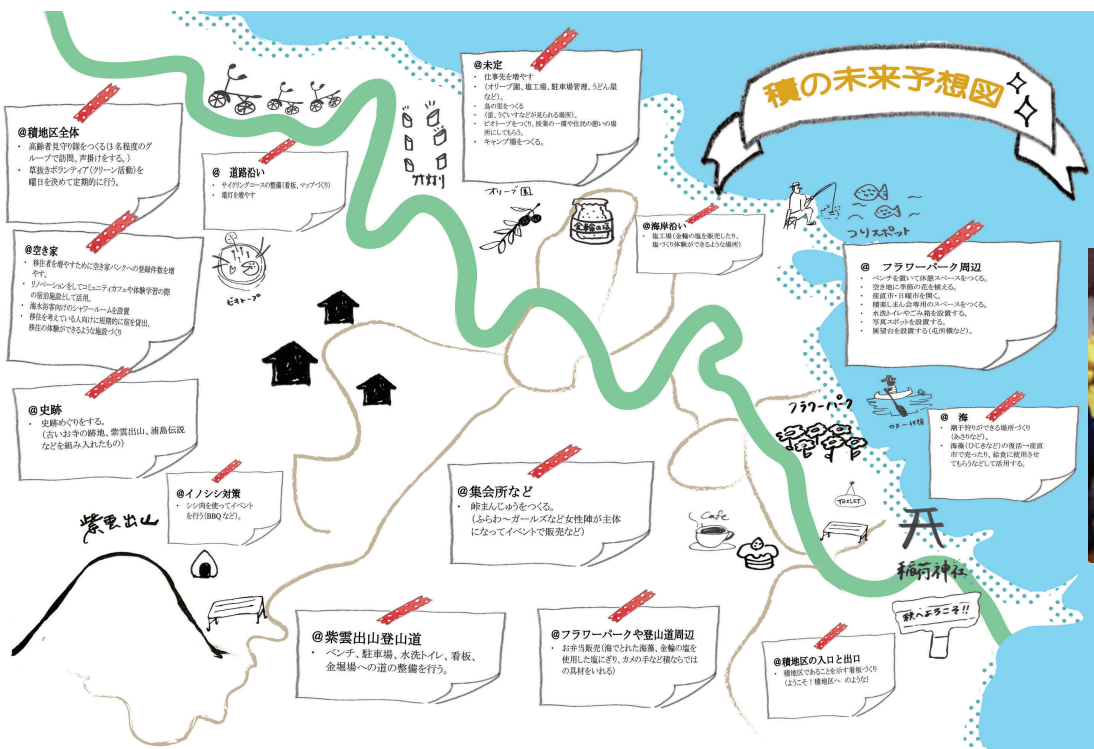 積の未来予想図
@積地区全体
・ 高齢者見守り隊をつくる(3名程度のグ
ループで訪問、声掛けをする。)
・ 草抜きボランティア(クリーン活動)を
曜日を決めて定期的に行う。
@ 道路沿い
・ サイクリングコースの整備(看板、マップづくり)
・ 電灯を増やす
@未定
・ 仕事先を増やす
・ (オリーブ園、塩工場、駐車場管理、うどん屋
など)。
・ 鳥の里をつくる
・ (蛍、うぐいすなどが見られる場所)。
・ ビオトープをつくり、授業の一環や住民の憩いの場
所にしてもらう。
・ キャンプ場をつくる。
竹灯り
オリーブ園
金輪の塩
@海岸沿い
・ 塩工場(金輪の塩を販売したり、
塩づくり体験ができるような場所)
つりスポット
@空き家
・ 移住者を増やすために空き家バンクへの登録件数を増
やす。
・ リノベーションをしてコミュニティカフェや体験学習の際
の宿泊施設として活用。
・ 海水浴客向けのシャワールームを設置
・ 移住を考えている人向けに短期的に宿を貸出、
移住の体験ができるような施設づくり
ビオトープ
@ フラワーパーク周辺
・ ベンチを置いて休憩スペースをつくる。
・ 空き地に季節の花を植える。
・ 産直市・日曜市を開く。
・ 積楽しまん会専用のスペースをつくる。
・ 水洗トイレやごみ箱を設置する。
・ 写真スポットを設置する。
・ 展望台を設置する(屯所横など)。
@史跡
・ 史跡めぐりをする。
(古いお寺の跡地、紫雲出山、浦島伝説
などを組み入れたもの)
フラワーパーク
@ 海
・ 潮干狩りができる場所づくり
(あさりなど)。
・ 海藻(ひじきなど)の復活→産直
市で売ったり、給食に使用させ
てもらうなどして活用する。
@イノシシ対策
・ シシ肉を使ってイベント
を行う(BBQなど)。
@集会所など
・ 峠まんじゅうをつくる。
(ふらわ～ガールズなど女性陣が主体
になってイベントで販売など)
TOILET
Cafe
紫雲出山
稲荷神社
積へようこそ!!
@紫雲出山登山道
・ ベンチ、駐車場、水洗トイレ、看板、
金堀場への道の整備を行う。
@フラワーパークや登山道周辺
・ お弁当販売(海でとれた海藻、金輪の塩を
使用した塩にぎり、カメの手など積ならでは
の具材をいれる)
@積地区の入口と出口
・ 積地区であることを示す看板づくり
(ようこそ!積地区へ のような)